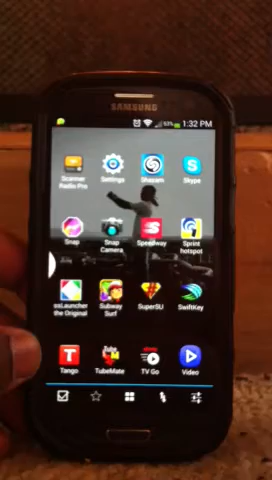 SAMSUNG
93% 1:32 PM
Scanner Radio Pro
Settings
Shazam
Skype
Snap
Snap Camera
Speedway
Sprint hotspot
ssLauncher the Original
Subway Surf
SuperSU
SwiftKey
Tango
TubeMate
TV Go
Video